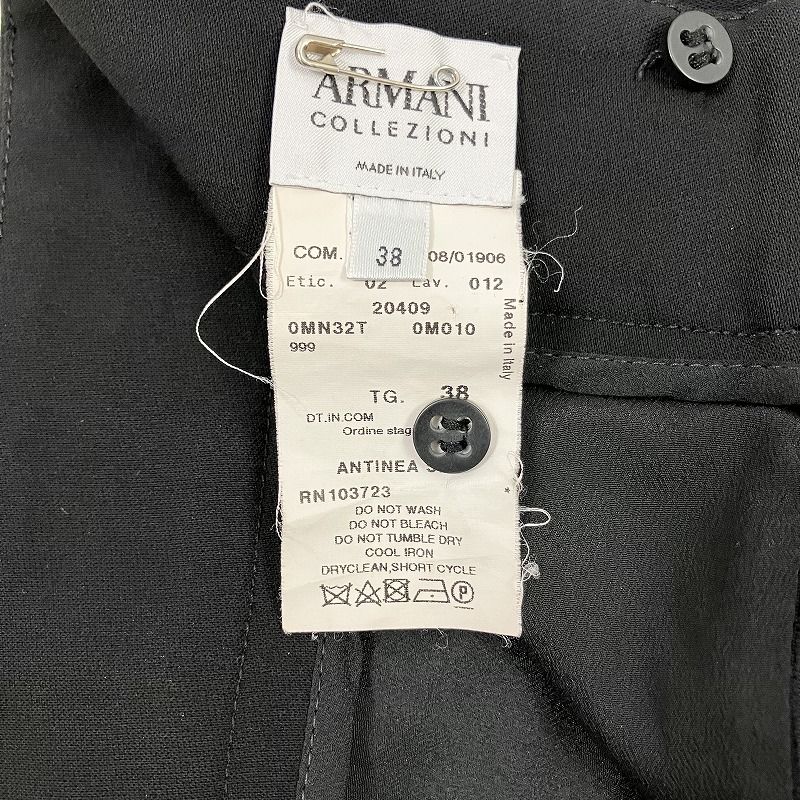 ARMANI
COLLEZIONI
MADE IN ITALY
38
COM. 08/01906
Etic. 02 Lav. 012
20409
0MN32T 0M010
999
Made in Italy
TG. 38
DT.IN.COM
Ordine stag
ANTINEA
RN103723
DO NOT WASH
DO NOT BLEACH
DO NOT TUMBLE DRY
COOL IRON
DRYCLEAN,SHORT CYCLE
P